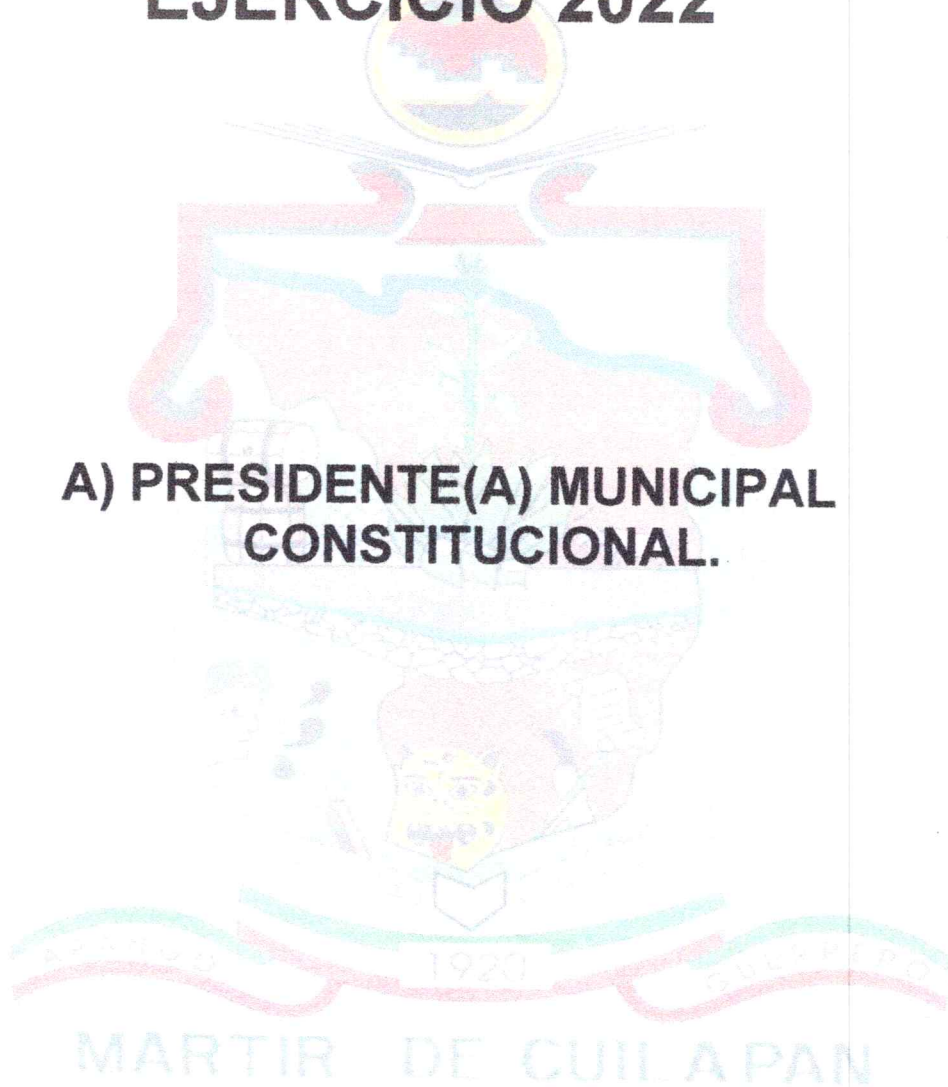 EJERCICIO 2022
A) PRESIDENTE(A) MUNICIPAL
CONSTITUCIONAL.
1920
MARTIR DE CUILAPAN